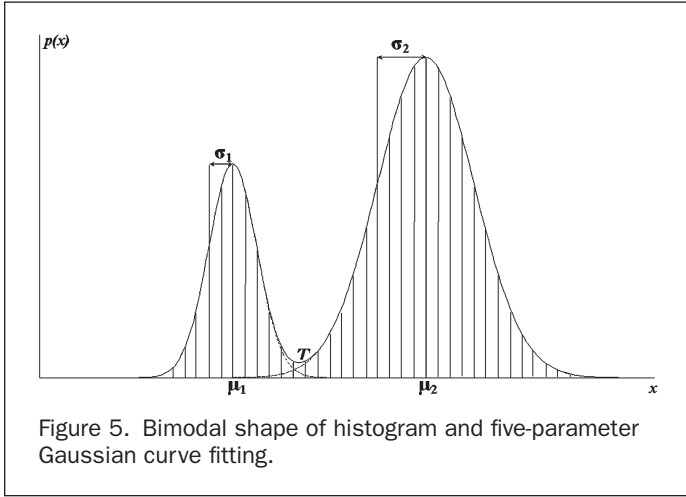 p(x)
σ2
σ1
T
μ1
μ2
x
Figure 5. Bimodal shape of histogram and five-parameter
Gaussian curve fitting.